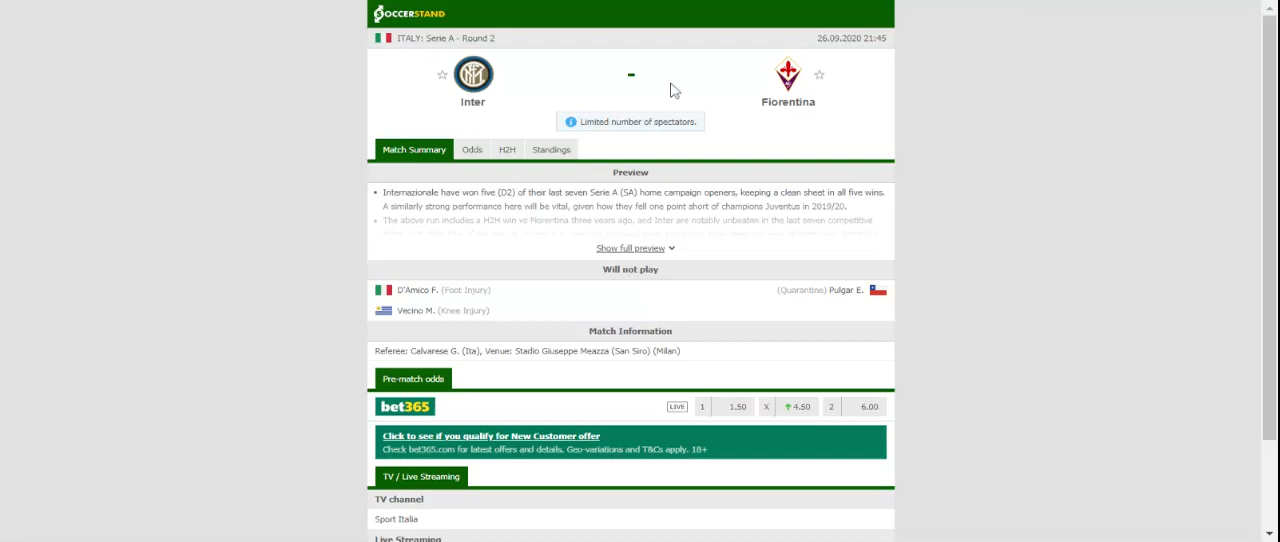 SOCCERSTAND
ITALY: Serie A - Round 2
26.09.2020 21:45
-
Inter
Fiorentina
Limited number of spectators.
Match Summary
Odds
H2H
Standings
Preview
Internazionale have won five (D2) of their last seven Serie A (SA) home campaign openers, keeping a clean sheet in all five wins.
A similarly strong performance here will be vital, given how they fell one point short of champions Juventus in 2019/20.
The above run includes a H2H win vs Fiorentina three years ago, and Inter are notably unbeaten in the last seven competitive
Show full preview
Will not play
D'Amico F. (Foot Injury)
(Quarantine) Pulgar E.
Vecino M. (Knee Injury)
Match Information
Referee: Calvarese G. (Ita), Venue: Stadio Giuseppe Meazza (San Siro) (Milan)
Pre-match odds
bet365
LIVE
1 1.50
X 4.50
2 6.00
Click to see if you qualify for New Customer offer
Check bet365.com for latest offers and details. Geo-variations and T&Cs apply. 18+
TV / Live Streaming
TV channel
Sport Italia
Live Streaming